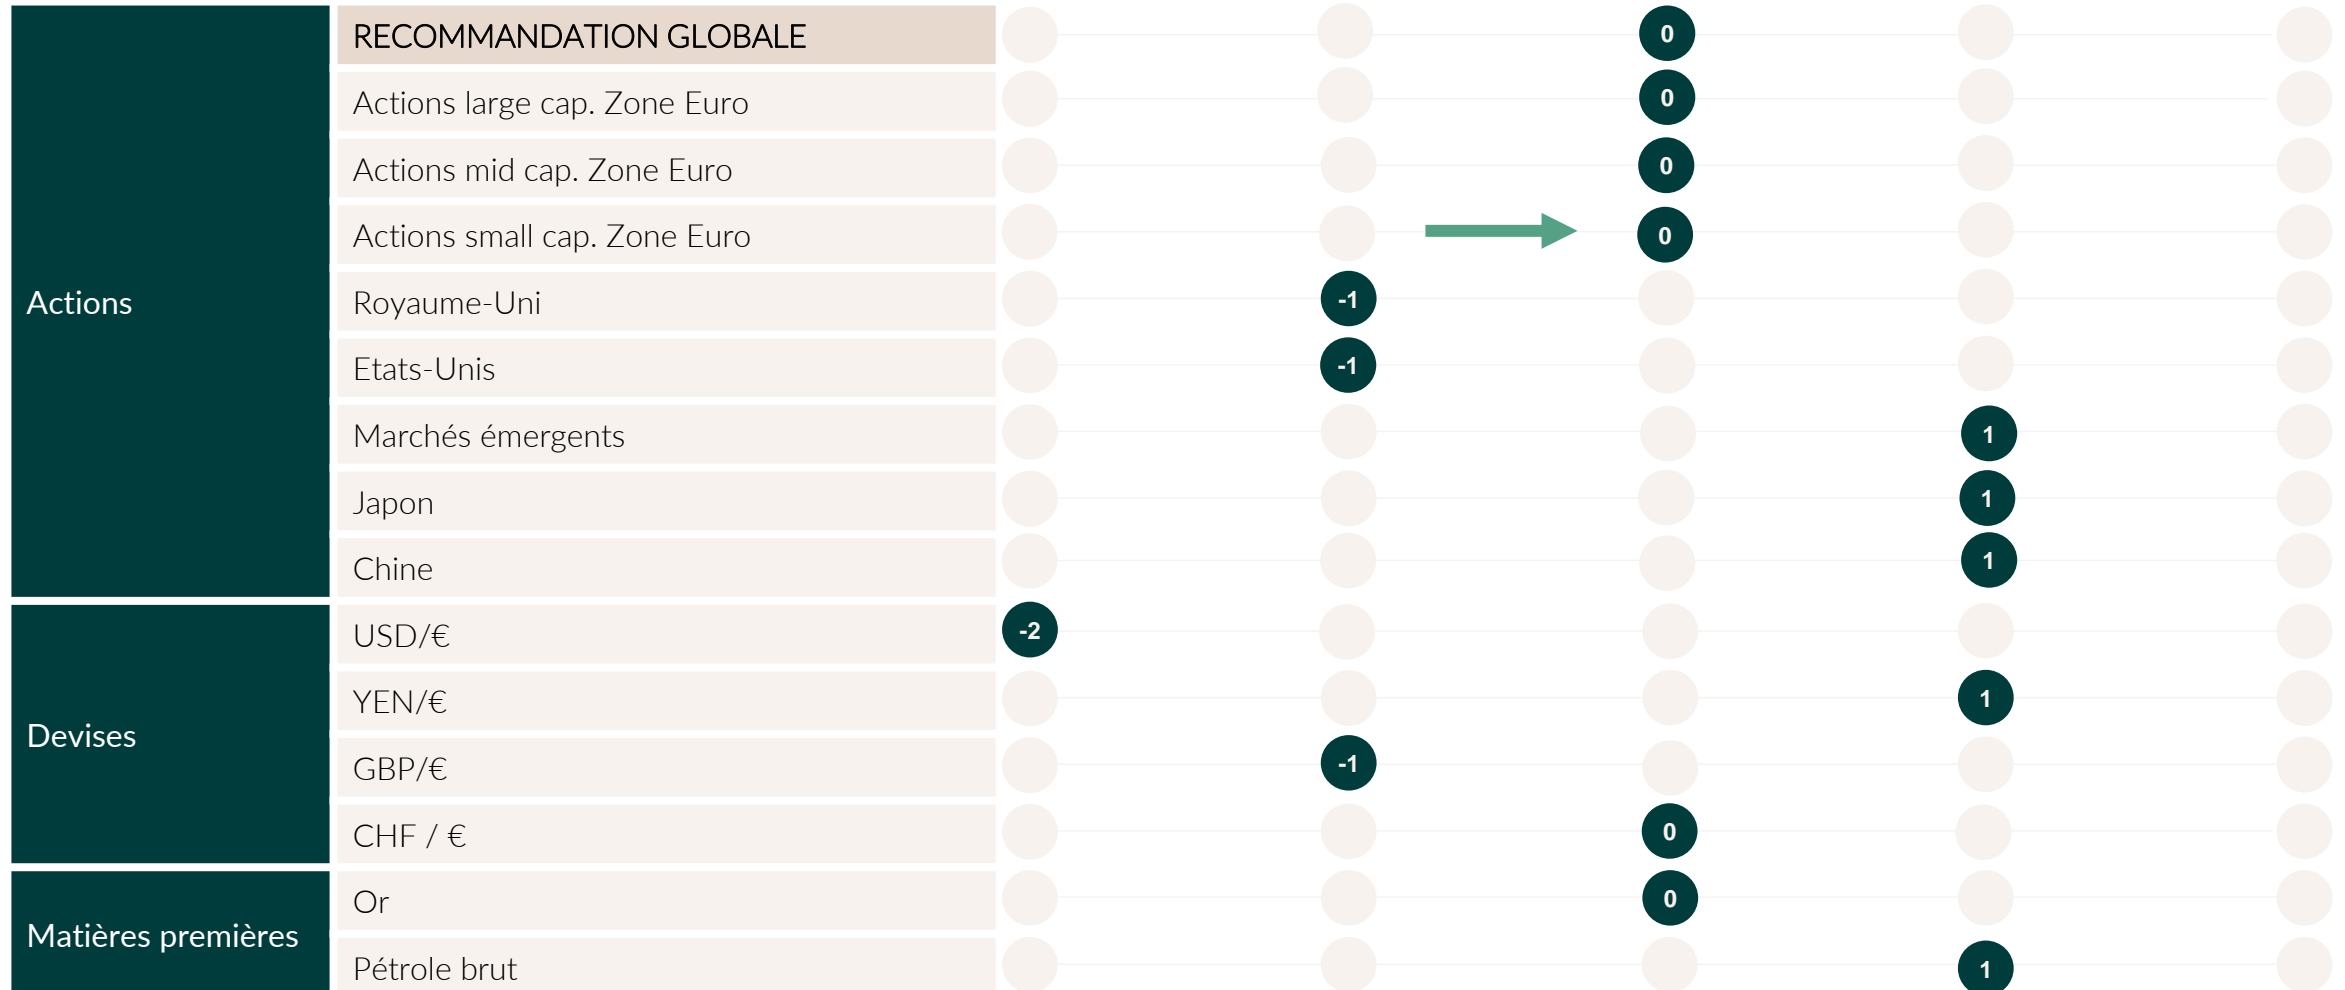 RECOMMANDATION GLOBALE 0
Actions large cap. Zone Euro 0
Actions mid cap. Zone Euro 0
Actions small cap. Zone Euro 0
Actions
Royaume-Uni -1
Etats-Unis -1
Marchés émergents 1
Japon 1
Chine 1
USD/€ -2
YEN/€ 1
Devises
GBP/€ -1
CHF / € 0
Or 0
Matières premières
Pétrole brut 1